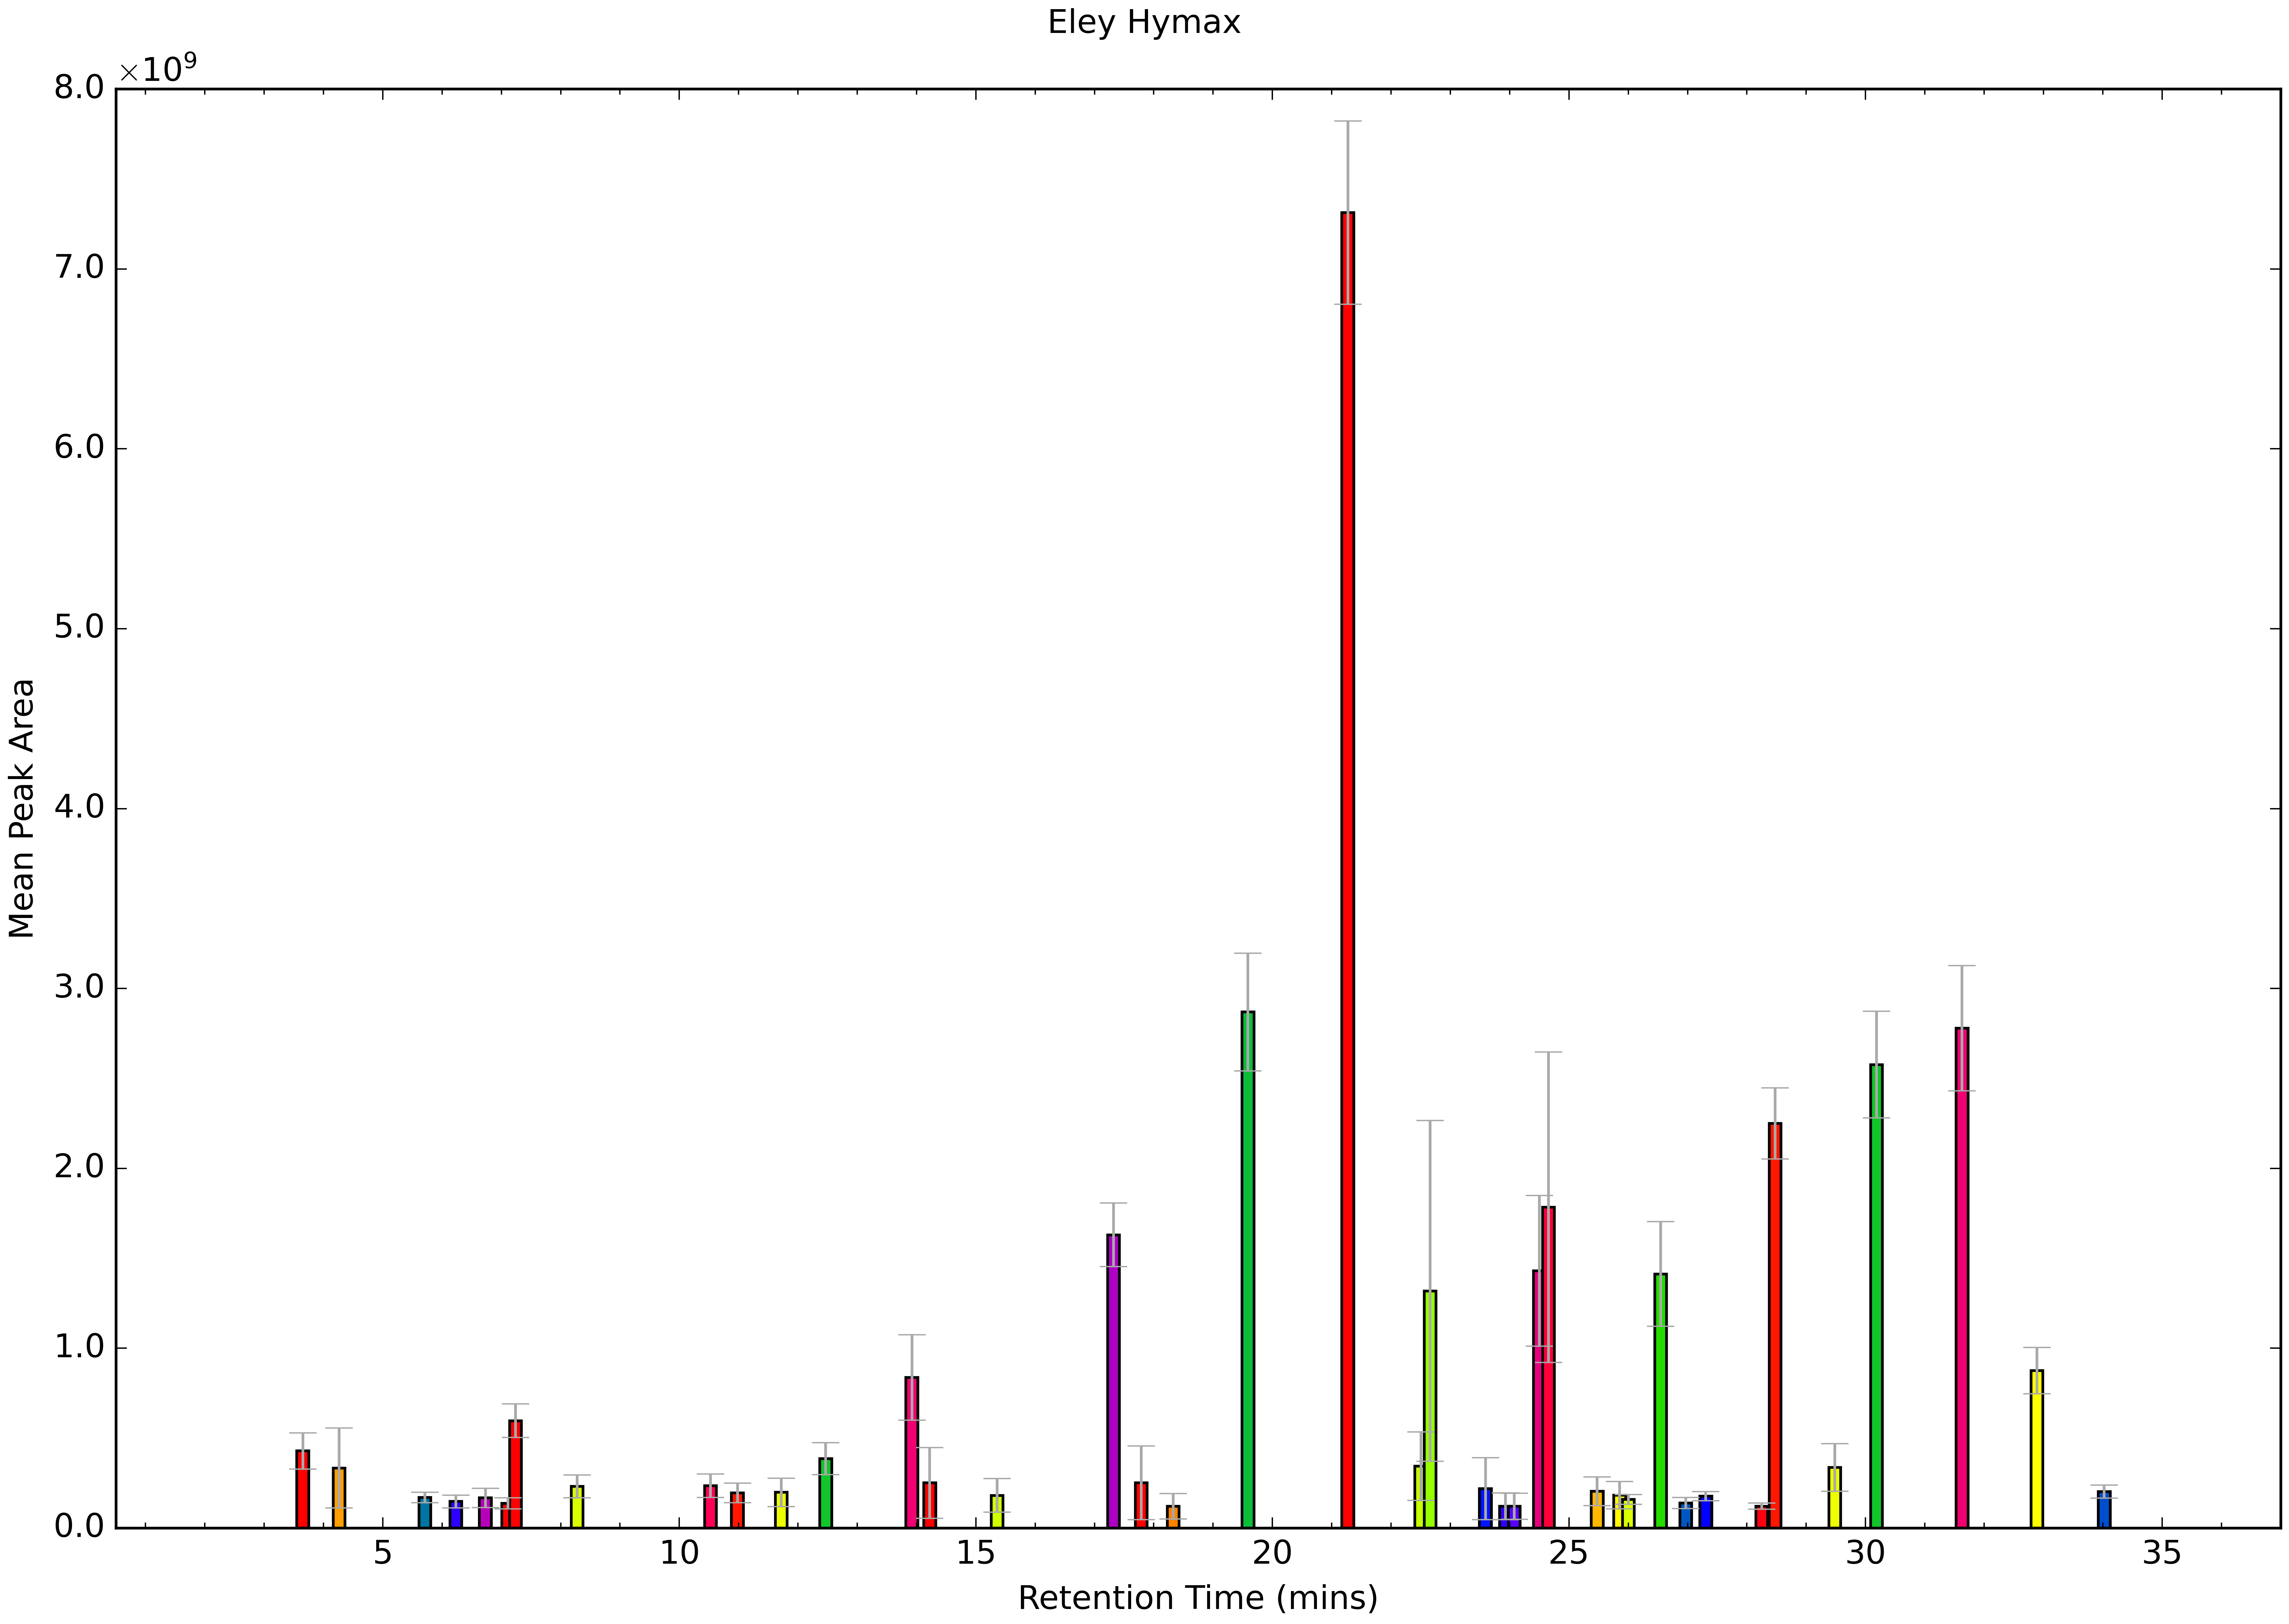 Eley Hymax
×10⁹
8.0
7.0
6.0
5.0
4.0
3.0
2.0
1.0
0.0
Mean Peak Area
5 10 15 20 25 30 35
Retention Time (mins)